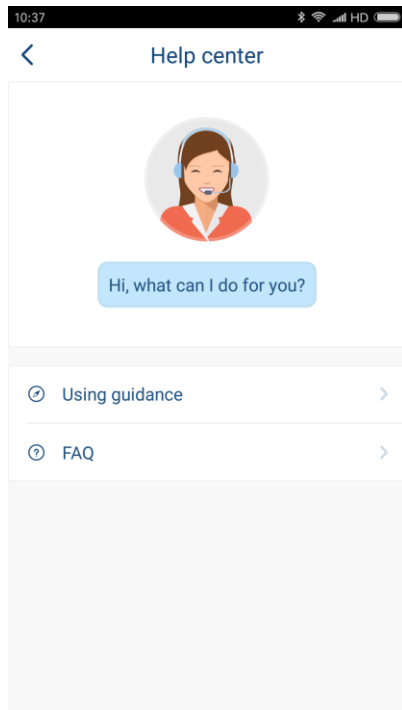 10:37
HD
Help center
Hi, what can I do for you?
Using guidance
FAQ